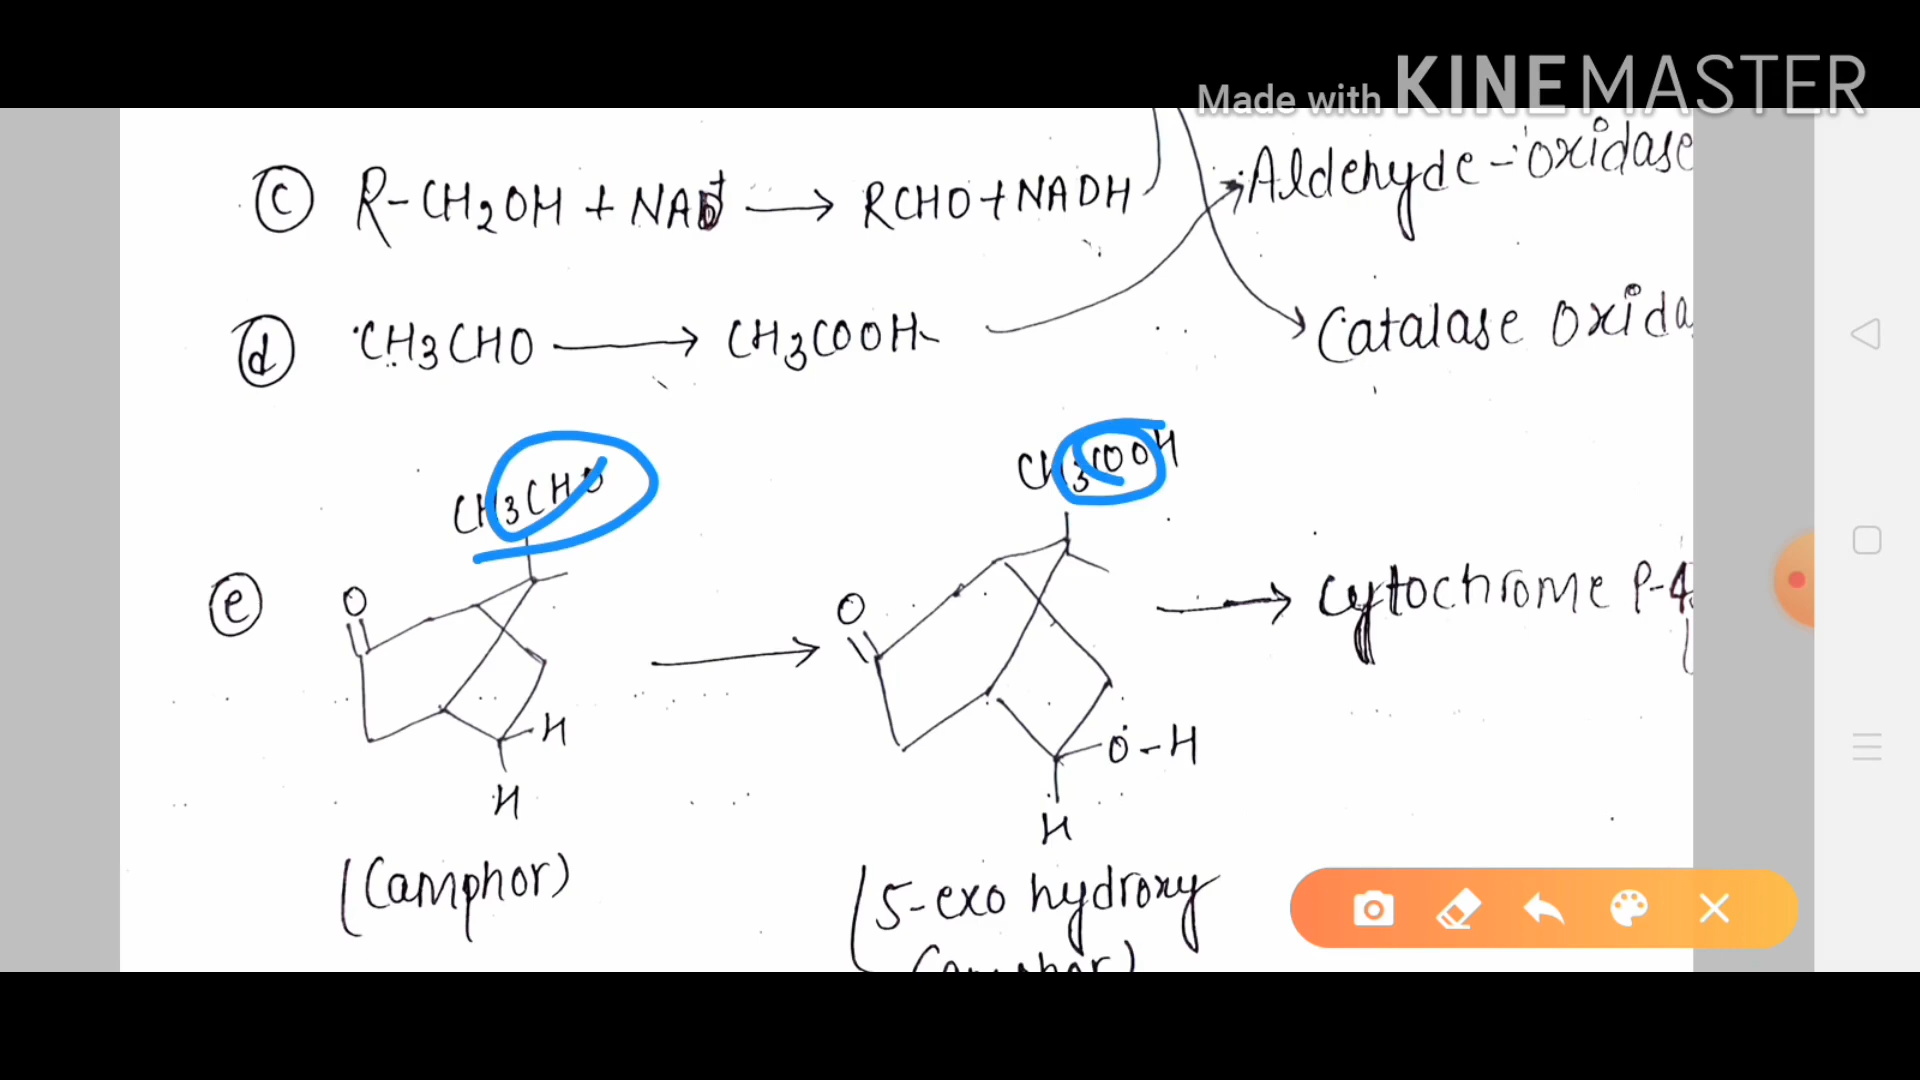 Made with KINEMASTER
Ⓒ R-CH2OH + NAD+ → RCHO+NADH
Aldehyde-oxidase
ⓓ CH3CHO → CH3COOH
Catalase Oxida
CH3CHO
CH3COOH
ⓔ O
O
→ Cytochrome P-4
H
O-H
H
H
(Camphor)
(5-exo hydroxy